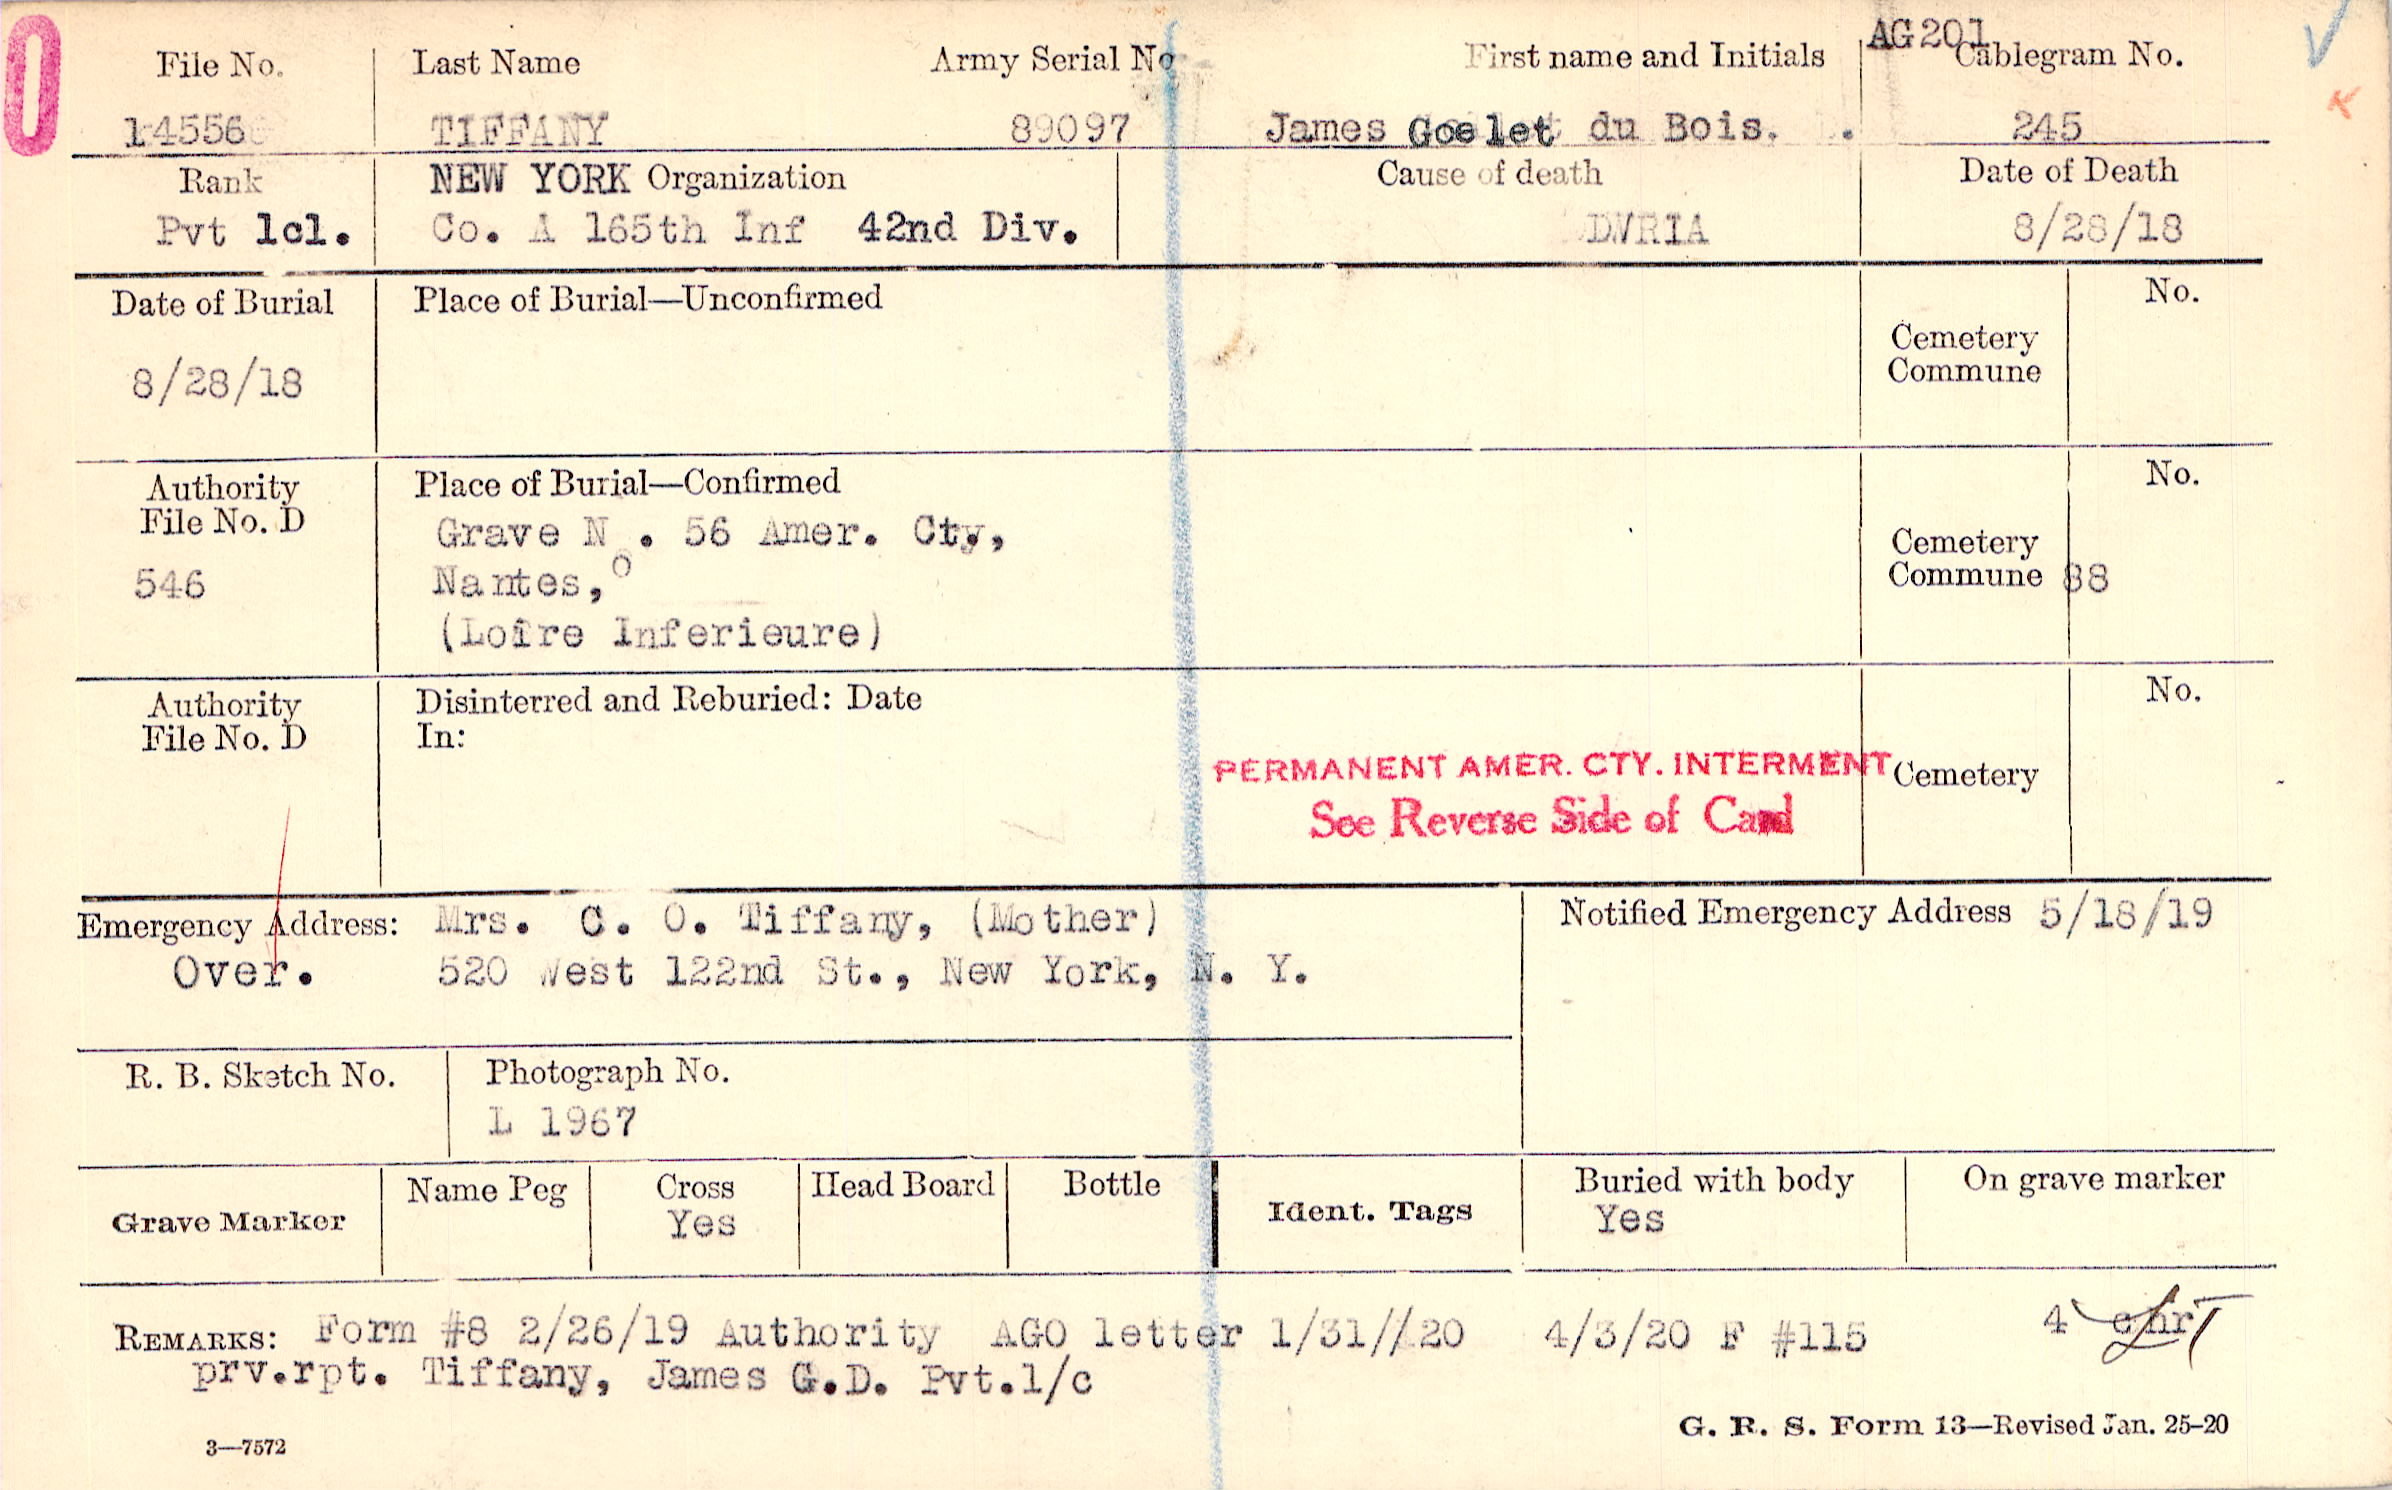 0
AG 201
File No. Last Name Army Serial No First name and Initials Cablegram No.
14556 TIFFANY 89097 James Goelet du Bois. 245
Rank NEW YORK Organization Cause of death Date of Death
Pvt 1cl. Co. A 165th Inf 42nd Div. DWRIA 8/28/18
Date of Burial Place of Burial—Unconfirmed No.
Cemetery
Commune
8/28/18
Authority Place of Burial—Confirmed No.
File No. D Grave No. 56 Amer. Cty, Cemetery
546 Nantes, Commune 88
(Loire Inferieure)
Authority Disinterred and Reburied: Date No.
File No. D In:
PERMANENT AMER. CTY. INTERMENT Cemetery
See Reverse Side of Card
Emergency Address: Mrs. C. O. Tiffany, (Mother) Notified Emergency Address 5/18/19
Over. 520 West 122nd St., New York, N. Y.
R. B. Sketch No. Photograph No.
L 1967
Grave Marker Name Peg Cross Head Board Bottle Ident. Tags Buried with body On grave marker
Yes Yes
REMARKS: Form #8 2/26/19 Authority AGO letter 1/31//20 4/3/20 F #115 4
prv.rpt. Tiffany, James G.D. Pvt.1/c
3—7572 G. R. S. Form 13—Revised Jan. 25-20